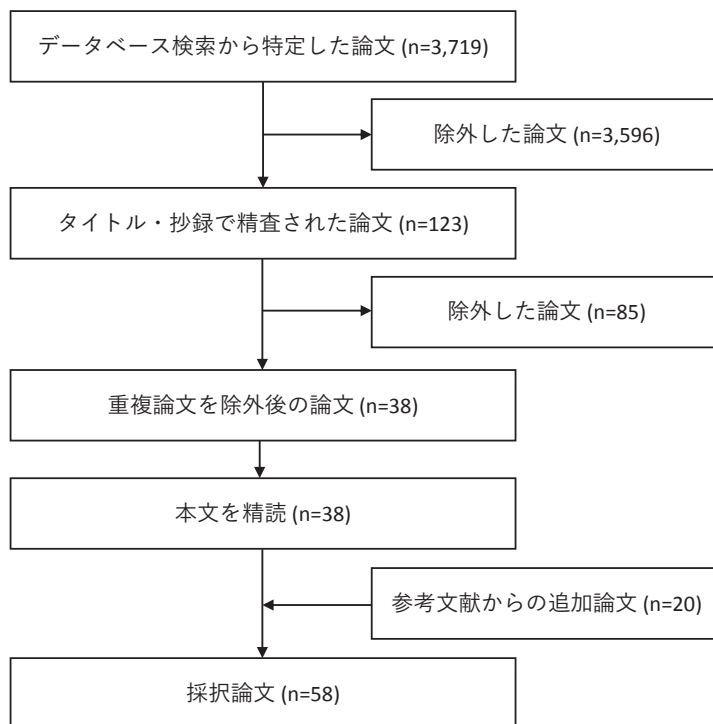 データベース検索から特定した論文 (n=3,719)
除外した論文 (n=3,596)
タイトル・抄録で精査された論文 (n=123)
除外した論文 (n=85)
重複論文を除外後の論文 (n=38)
本文を精読 (n=38)
参考文献からの追加論文 (n=20)
採択論文 (n=58)